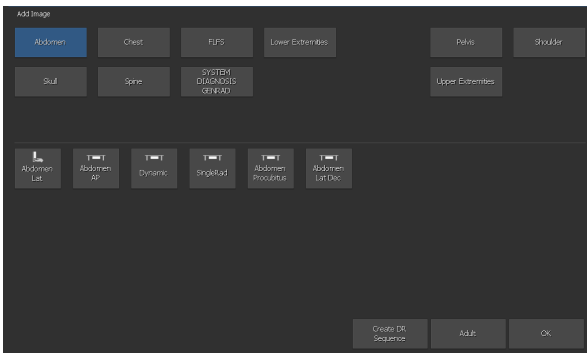 Add Image
Abdomen
Chest
FLFS
Lower Extremities
Pelvis
Shoulder
Skull
Spine
SYSTEM
DIAGNOSIS
GENRAD
Upper Extremities
Abdomen
Lat
Abdomen
AP
Dynamic
SingleRad
Abdomen
Procubitus
Abdomen
Lat Dec
Create DR
Sequence
Adult
OK